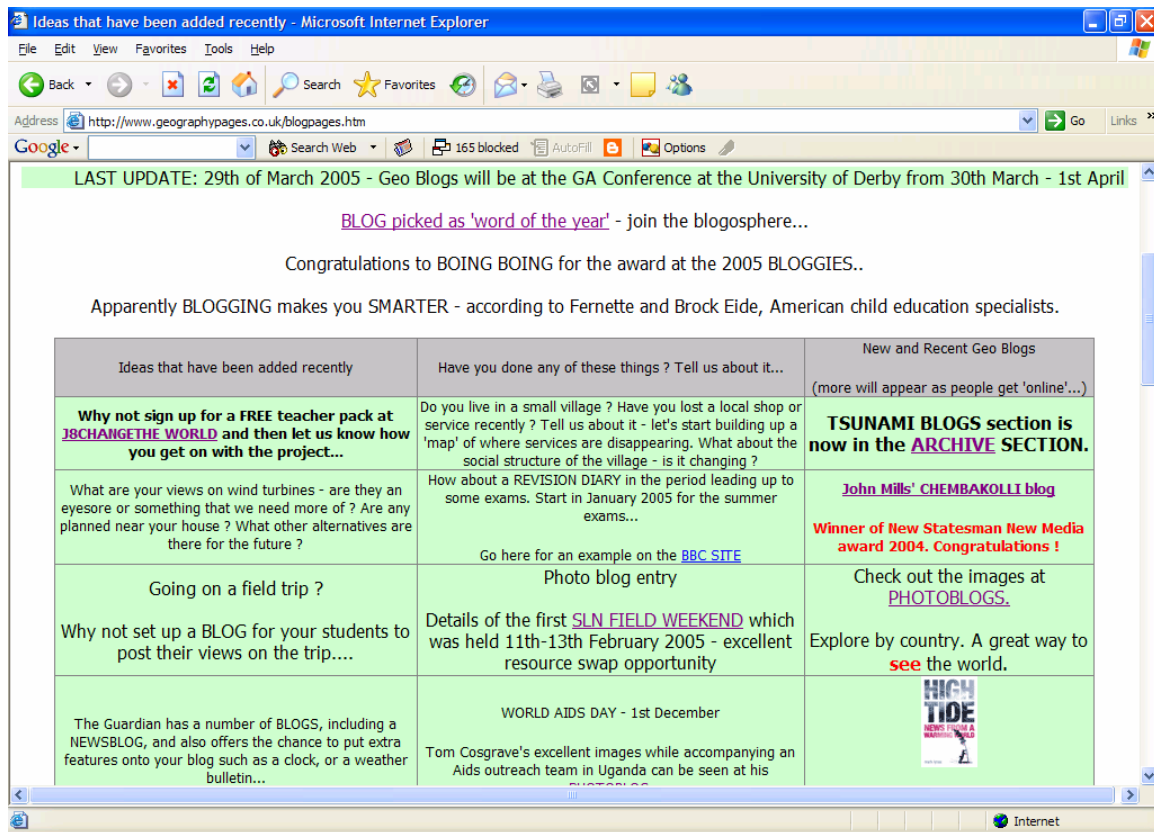 Ideas that have been added recently - Microsoft Internet Explorer
File Edit View Favorites Tools Help
Back Search Favorites
Address http://www.geographypages.co.uk/blogpages.htm Go Links »
Google Search Web 165 blocked AutoFill Options
LAST UPDATE: 29th of March 2005 - Geo Blogs will be at the GA Conference at the University of Derby from 30th March - 1st April
BLOG picked as 'word of the year' - join the blogosphere...
Congratulations to BOING BOING for the award at the 2005 BLOGGIES..
Apparently BLOGGING makes you SMARTER - according to Fernette and Brock Eide, American child education specialists.
Ideas that have been added recently
Have you done any of these things ? Tell us about it...
New and Recent Geo Blogs
(more will appear as people get 'online'...)
Why not sign up for a FREE teacher pack at
J8CHANGETHE WORLD and then let us know how
you get on with the project...
Do you live in a small village ? Have you lost a local shop or
service recently ? Tell us about it - let's start building up a
'map' of where services are disappearing. What about the
social structure of the village - is it changing ?
TSUNAMI BLOGS section is
now in the ARCHIVE SECTION.
What are your views on wind turbines - are they an
eyesore or something that we need more of ? Are any
planned near your house ? What other alternatives are
there for the future ?
How about a REVISION DIARY in the period leading up to
some exams. Start in January 2005 for the summer
exams...
Go here for an example on the BBC SITE
John Mills' CHEMBAKOLLI blog
Winner of New Statesman New Media
award 2004. Congratulations !
Going on a field trip ?
Why not set up a BLOG for your students to
post their views on the trip....
Photo blog entry
Details of the first SLN FIELD WEEKEND which
was held 11th-13th February 2005 - excellent
resource swap opportunity
Check out the images at
PHOTOBLOGS.
Explore by country. A great way to
see the world.
The Guardian has a number of BLOGS, including a
NEWSBLOG, and also offers the chance to put extra
features onto your blog such as a clock, or a weather
bulletin...
WORLD AIDS DAY - 1st December
Tom Cosgrave's excellent images while accompanying an
Aids outreach team in Uganda can be seen at his
PHOTOBLOG
HIGH
TIDE
NEWS FROM A
WARMING WORLD
Internet